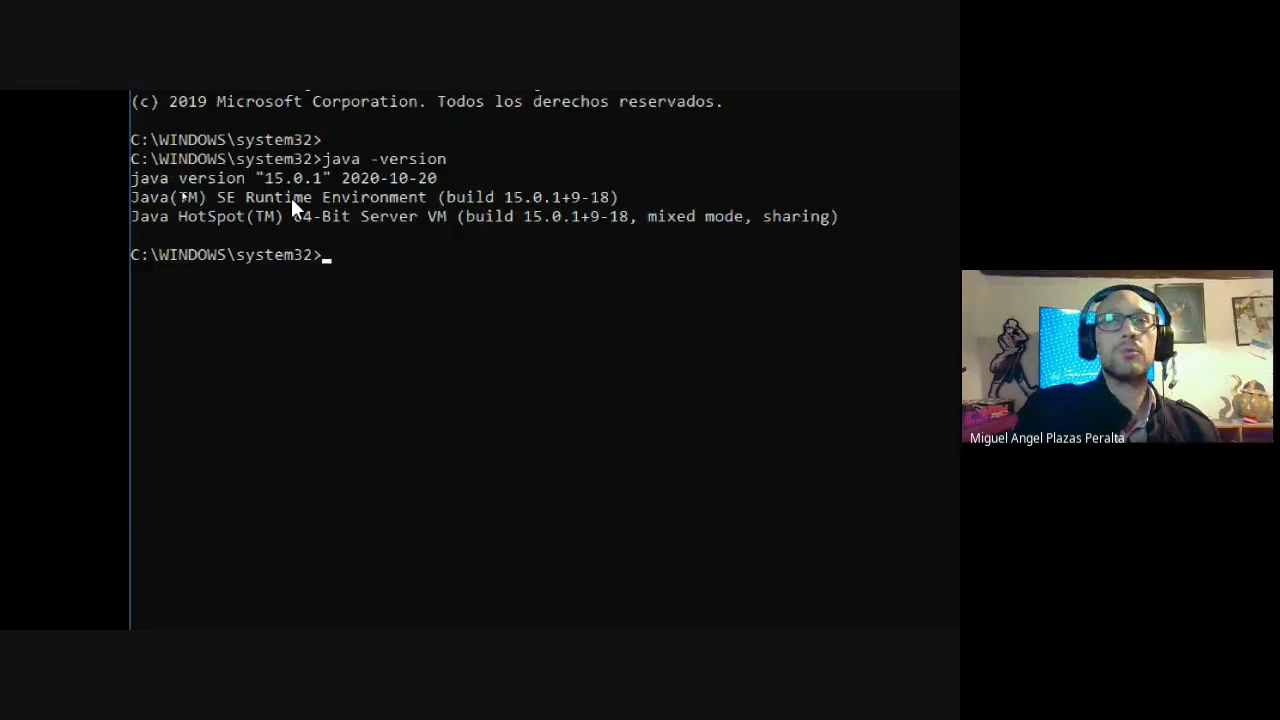 (c) 2019 Microsoft Corporation. Todos los derechos reservados.
C:\WINDOWS\system32>
C:\WINDOWS\system32>java -version
java version "15.0.1" 2020-10-20
Java(TM) SE Runtime Environment (build 15.0.1+9-18)
Java HotSpot(TM) 64-Bit Server VM (build 15.0.1+9-18, mixed mode, sharing)
C:\WINDOWS\system32>
Miguel Angel Plazas Peralta